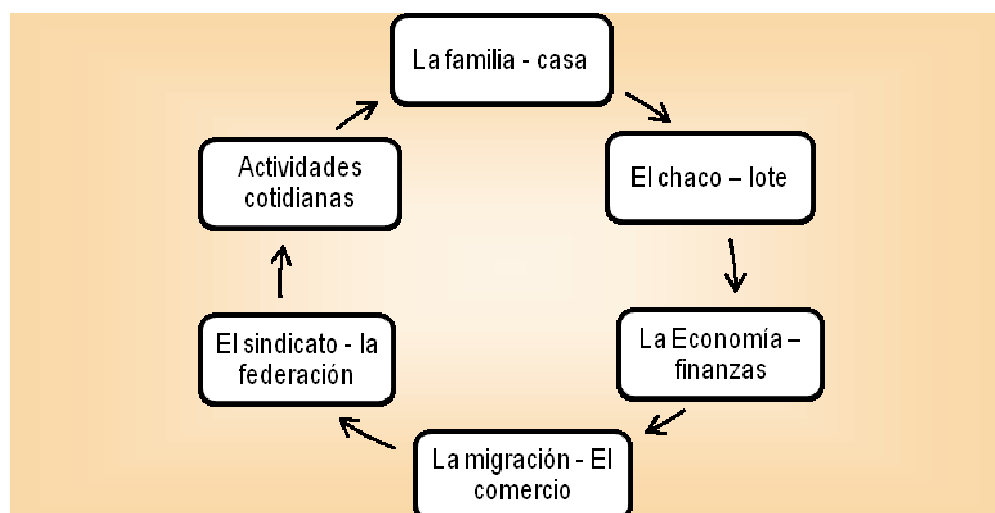 La familia - casa
El chaco – lote
La Economía –
finanzas
La migración - El
comercio
El sindicato - la
federación
Actividades
cotidianas